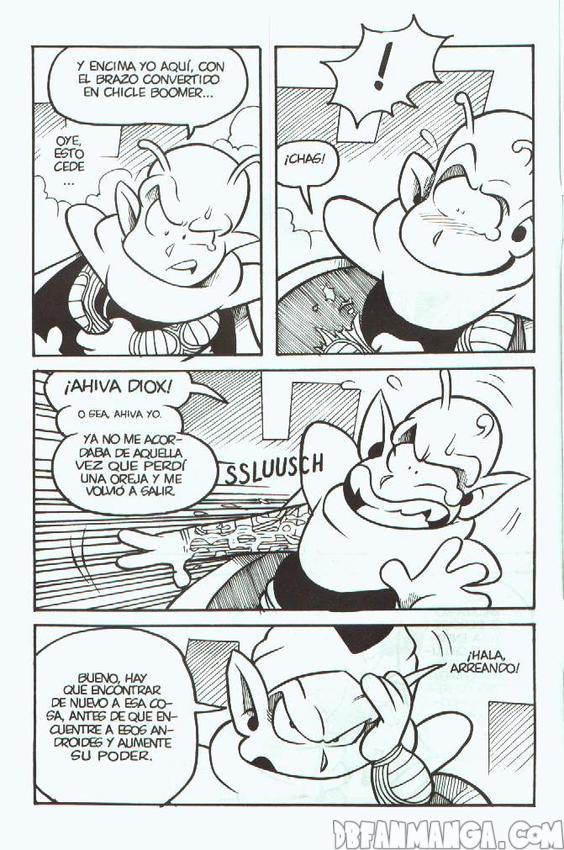 Y ENCIMA YO AQUÍ, CON
EL BRAZO CONVERTIDO
EN CHICLE BOOMER...
OYE,
ESTO
CEDE
...
!
¡CHAS!
¡AHIVA DIOX!
O SEA, AHIVA YO.
YA NO ME ACOR-
DABA DE AQUELLA
VEZ QUE PERDÍ
UNA OREJA Y ME
VOLVIÓ A SALIR.
SSLUUSCH
BUENO, HAY
QUE ENCONTRAR
DE NUEVO A ESA CO-
SA, ANTES DE QUE EN-
CUENTRE A ESOS AN-
DROIDES Y AUMENTE
SU PODER.
¡HALA,
ARREANDO!
DBFANMANGA.COM